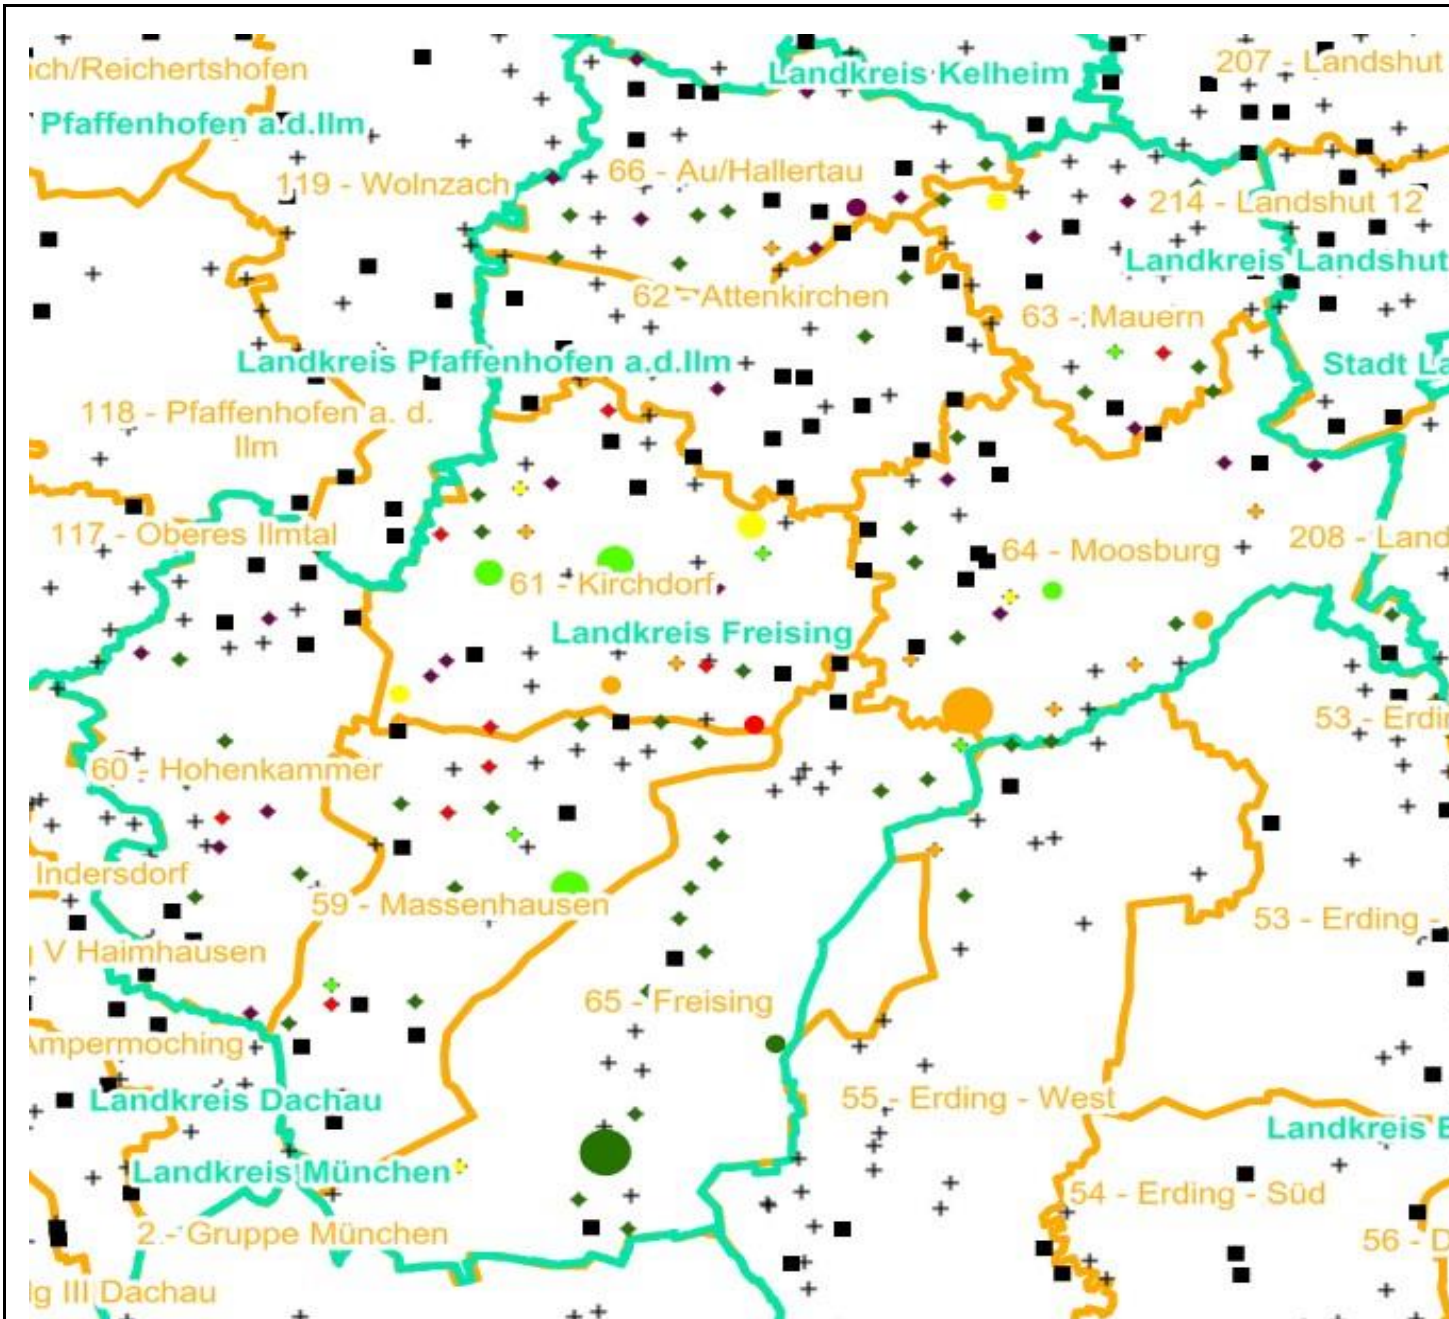 ach/Reichertshofen
Landkreis Kelheim
207 - Landshut
Pfaffenhofen a.d.Ilm
66 - Au/Hallertau
119 - Wolnzach
214 - Landshut 12
Landkreis Landshut
62 - Attenkirchen
63 - Mauern
Landkreis Pfaffenhofen a.d.Ilm
Stadt La
118 - Pfaffenhofen a. d.
Ilm
117 - Oberes Ilmtal
64 - Moosburg
208 - Land
61 - Kirchdorf
Landkreis Freising
53 - Erdi
60 - Hohenkammer
Indersdorf
59 - Massenhausen
53 - Erding -
V Haimhausen
65 - Freising
Ampermoching
Landkreis Dachau
55 - Erding - West
Landkreis E
Landkreis München
54 - Erding - Süd
2 - Gruppe München
56 - D
lg III Dachau